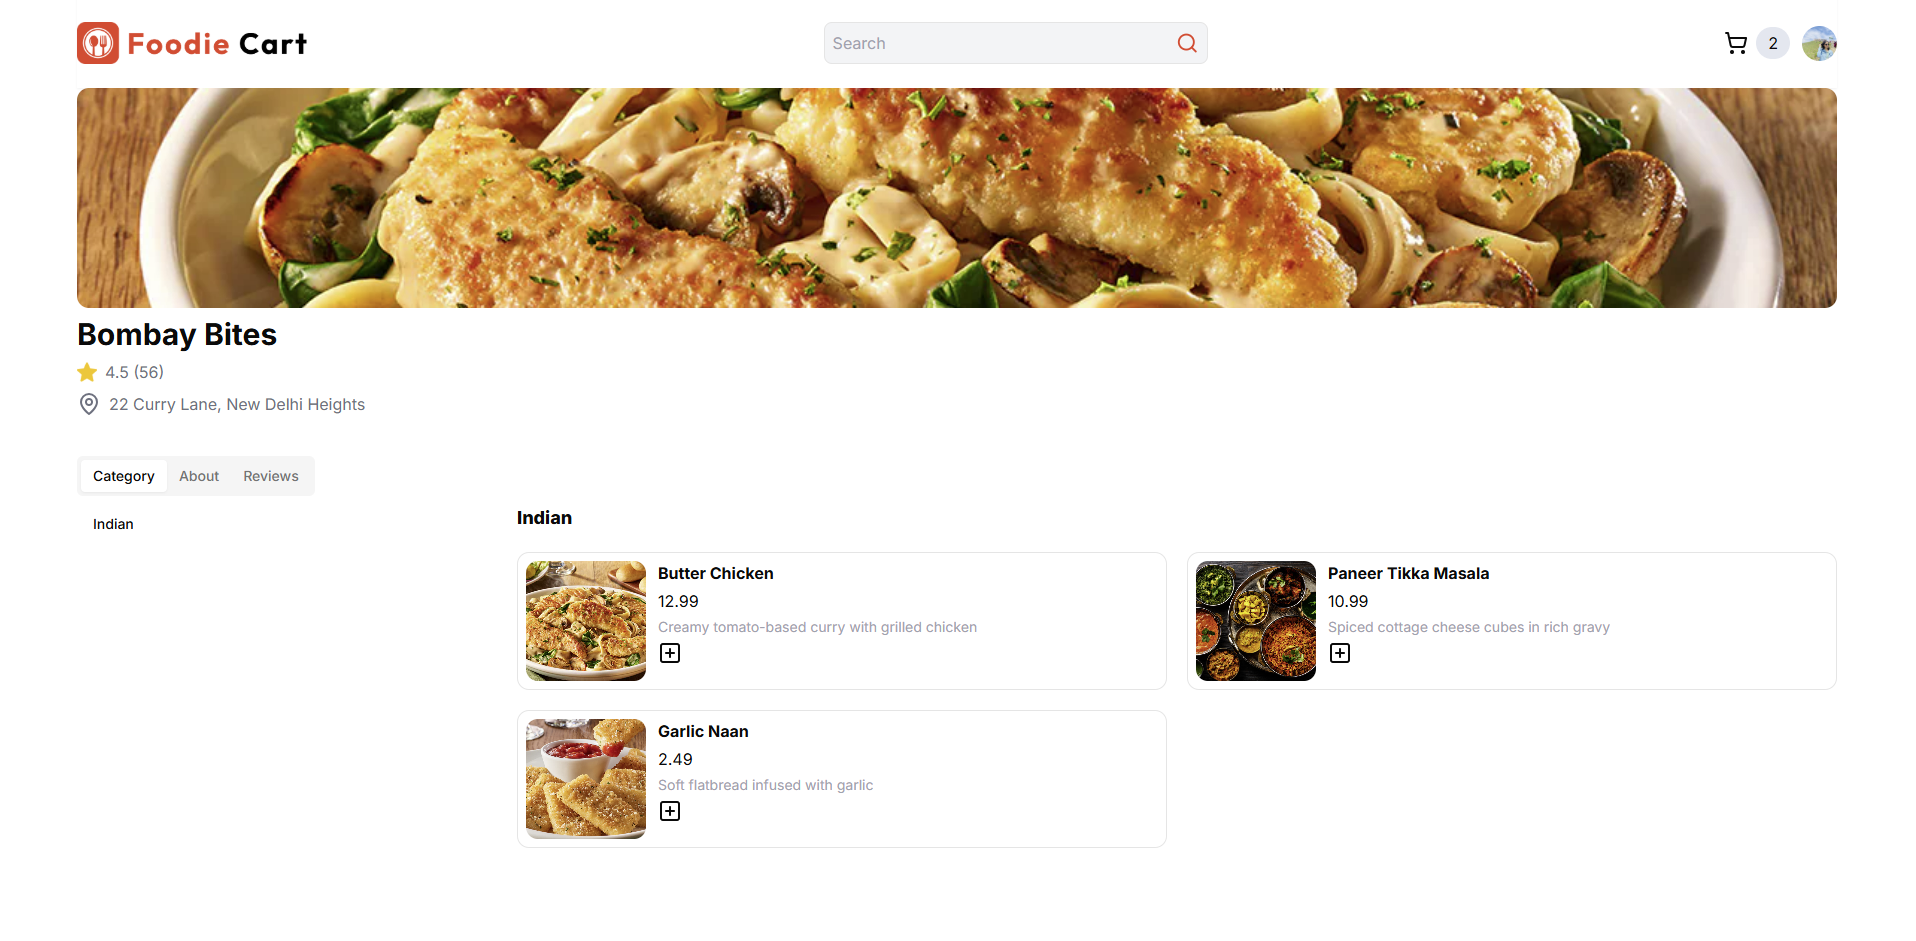 Foodie Cart
Search
2
Bombay Bites
4.5 (56)
22 Curry Lane, New Delhi Heights
Category About Reviews
Indian
Indian
Butter Chicken
12.99
Creamy tomato-based curry with grilled chicken
Paneer Tikka Masala
10.99
Spiced cottage cheese cubes in rich gravy
Garlic Naan
2.49
Soft flatbread infused with garlic